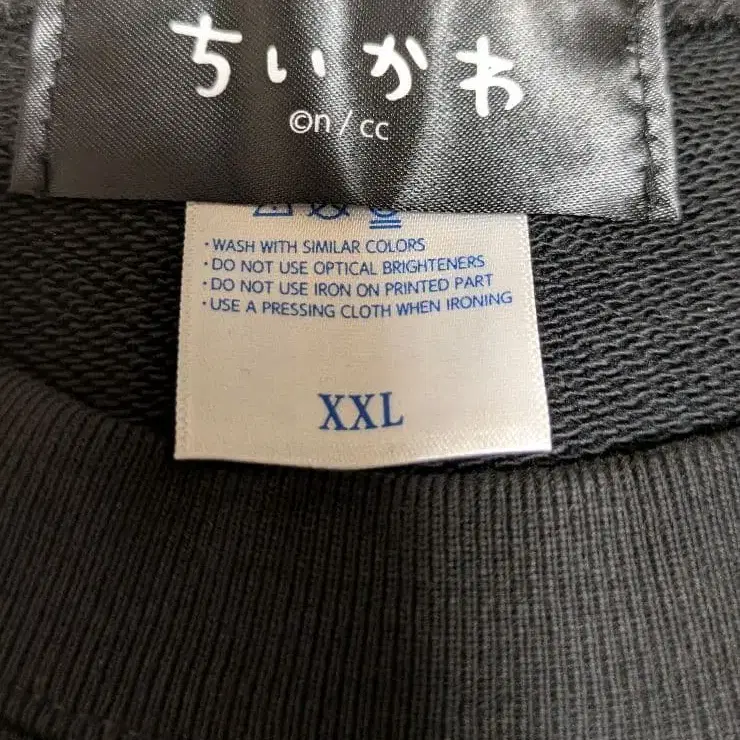 ちいかわ
©n / cc
・WASH WITH SIMILAR COLORS
・DO NOT USE OPTICAL BRIGHTENERS
・DO NOT USE IRON ON PRINTED PART
・USE A PRESSING CLOTH WHEN IRONING
XXL